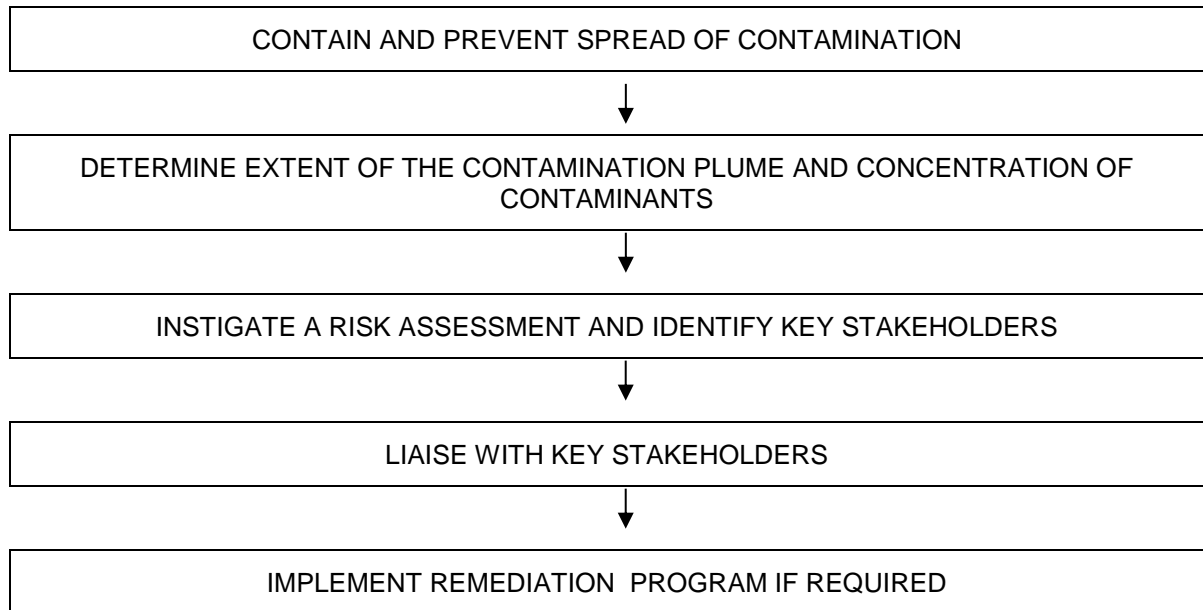 CONTAIN AND PREVENT SPREAD OF CONTAMINATION
DETERMINE EXTENT OF THE CONTAMINATION PLUME AND CONCENTRATION OF
CONTAMINANTS
INSTIGATE A RISK ASSESSMENT AND IDENTIFY KEY STAKEHOLDERS
LIAISE WITH KEY STAKEHOLDERS
IMPLEMENT REMEDIATION PROGRAM IF REQUIRED